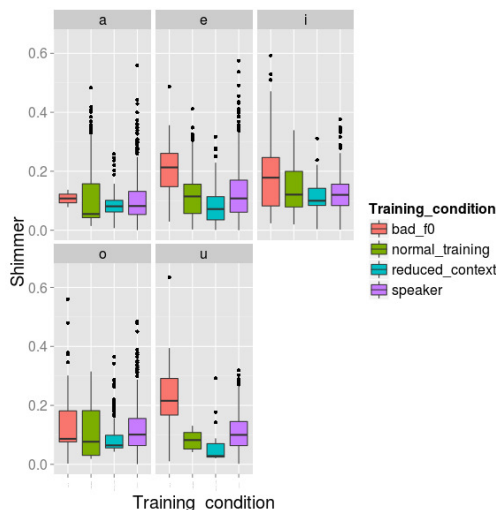 a e i
0.6
0.4
0.2
0.0
o u
0.6
0.4
0.2
0.0
Shimmer
Training_condition
Training_condition
bad_f0
normal_training
reduced_context
speaker